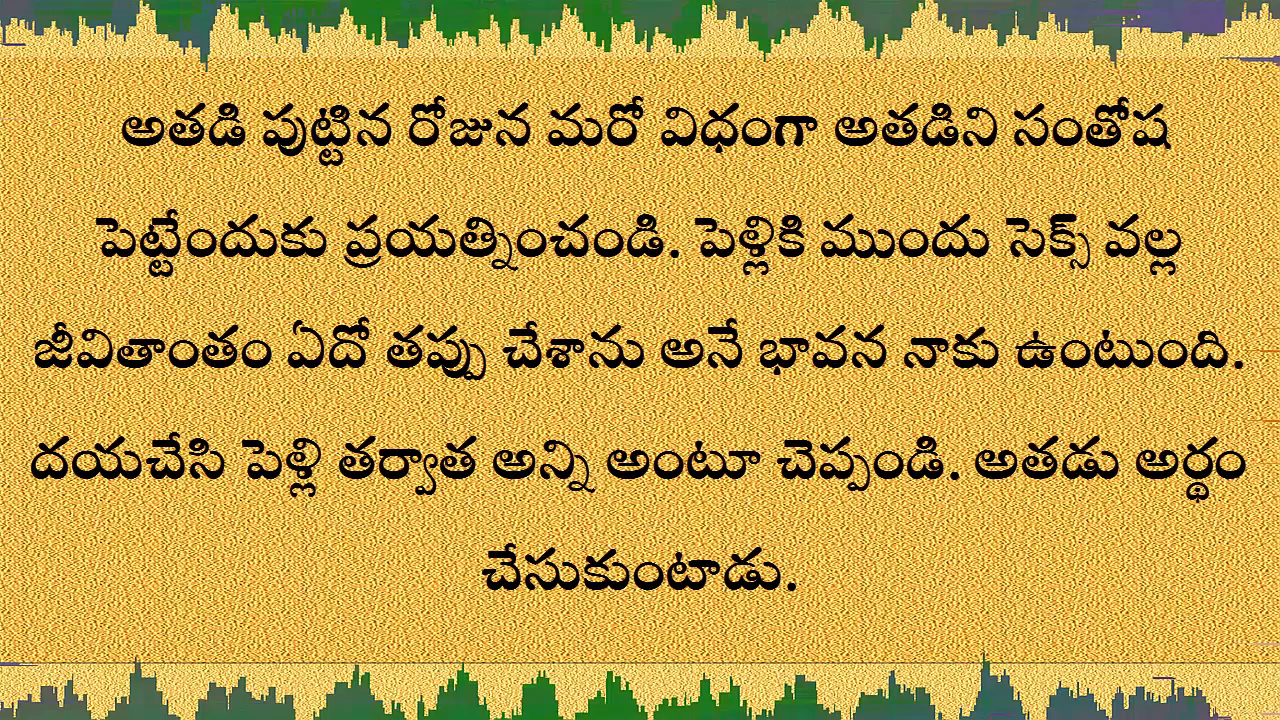 అతడి పుట్టిన రోజున మరో విధంగా అతడిని సంతోష
పెట్టేందుకు ప్రయత్నించండి. పెళ్లికి ముందు సెక్స్ వల్ల
జీవితాంతం ఏదో తప్పు చేశాను అనే భావన నాకు ఉంటుంది.
దయచేసి పెళ్లి తర్వాత అన్ని అంటూ చెప్పండి. అతడు అర్థం
చేసుకుంటాడు.